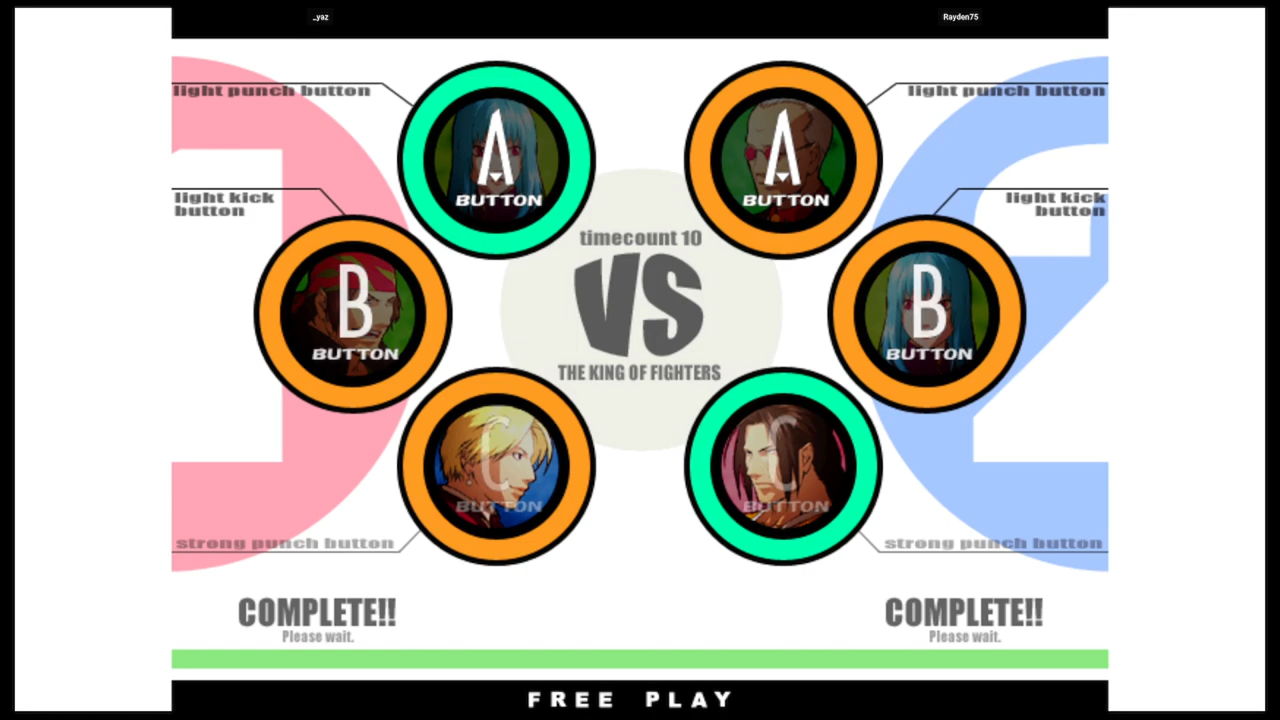 _yaz
Rayden75
light punch button
A
BUTTON
A
BUTTON
light punch button
light kick
button
B
BUTTON
timecount 10
VS
THE KING OF FIGHTERS
B
BUTTON
light kick
button
C
BUTTON
C
BUTTON
strong punch button
strong punch button
COMPLETE!!
Please wait.
COMPLETE!!
Please wait.
FREE PLAY
1
2